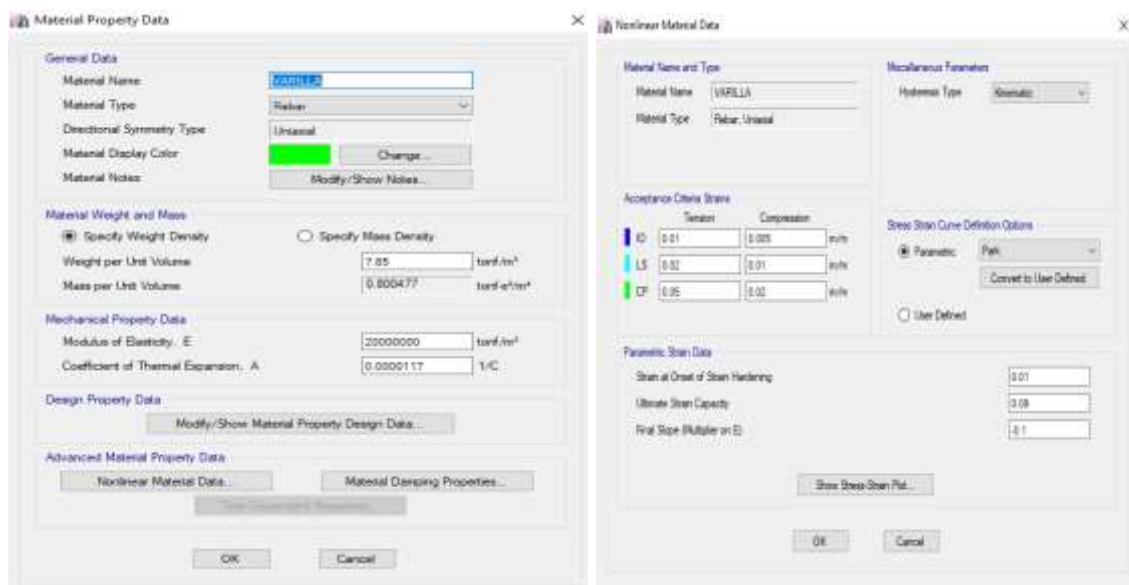 Material Property Data
General Data
Material Name VARILLA
Material Type Rebar
Directional Symmetry Type Uniaxial
Material Display Color Change...
Material Notes Modify/Show Notes...
Material Weight and Mass
Specify Weight Density Specify Mass Density
Weight per Unit Volume 7.85 tonf/m³
Mass per Unit Volume 0.800477 tonf-s²/m⁴
Mechanical Property Data
Modulus of Elasticity, E 20000000 tonf/m²
Coefficient of Thermal Expansion, A 0.0000117 1/C
Design Property Data
Modify/Show Material Property Design Data...
Advanced Material Property Data
Nonlinear Material Data... Material Damping Properties...
OK Cancel
Nonlinear Material Data
Material Name and Type
Material Name VARILLA
Material Type Rebar, Uniaxial
Miscellaneous Parameters
Hysteresis Type Kinematic
Acceptance Criteria Strains
Tension Compression
IO 0.01 0.005 m/m
LS 0.02 0.01 m/m
CP 0.05 0.02 m/m
Stress Strain Curve Definition Options
Parametric Park
Convert to User Defined
User Defined
Parametric Strain Data
Strain at Onset of Strain Hardening 0.01
Ultimate Strain Capacity 0.09
Final Slope (Multiplier on E) -0.1
Show Stress-Strain Plot...
OK Cancel